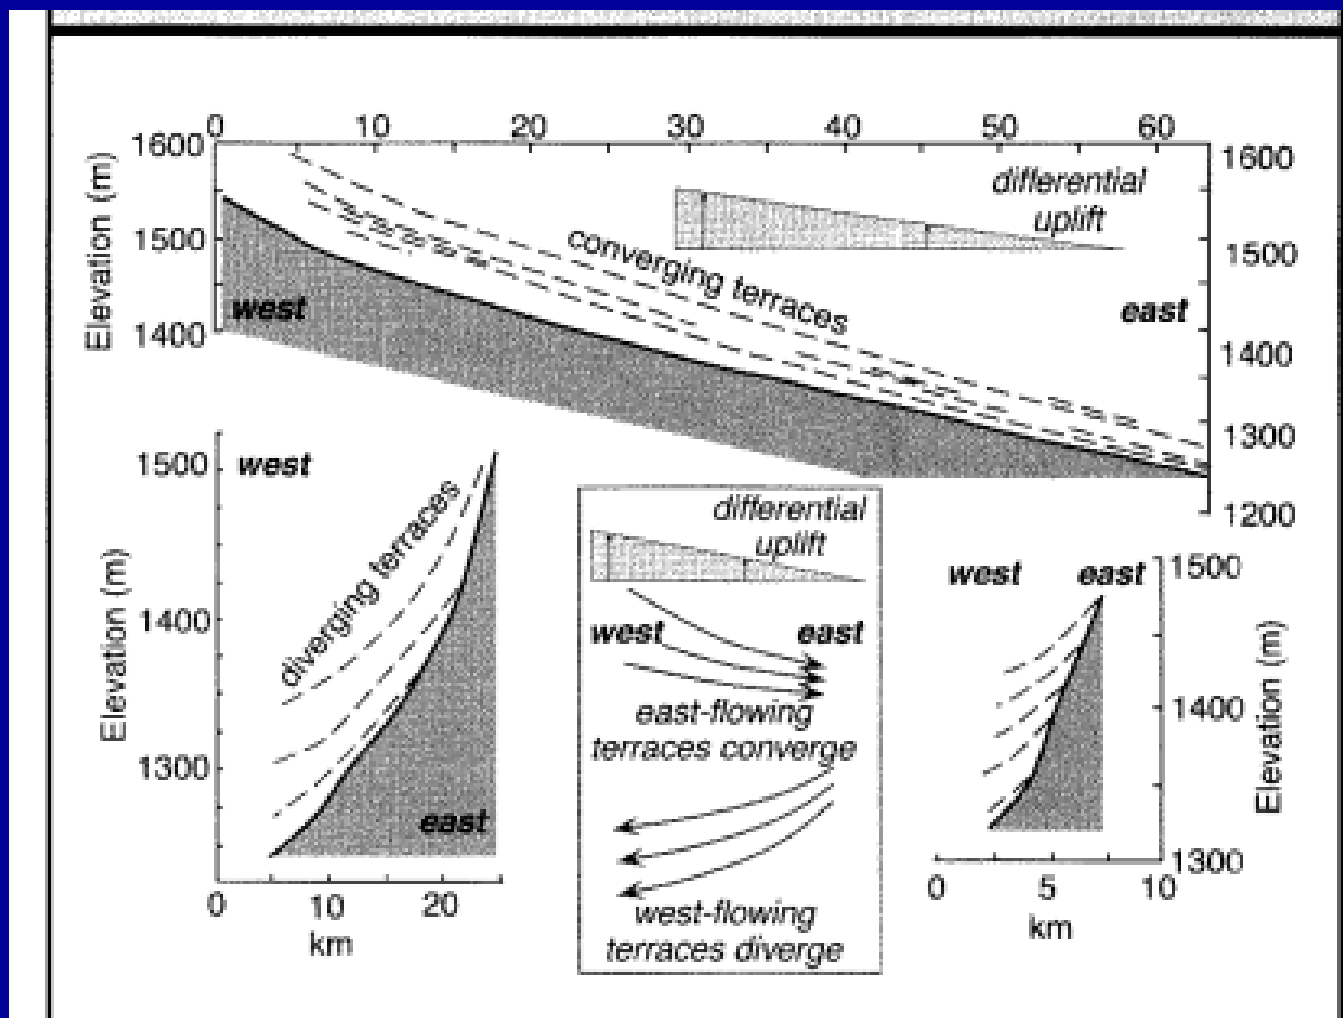 0 10 20 30 40 50 60
1600
1500
1400
Elevation (m)
1600
1500
1400
1300
1200
differential
uplift
converging terraces
west
east
1500
1400
1300
Elevation (m)
west
diverging terraces
east
0 10 20
km
differential
uplift
west east
east-flowing
terraces converge
west-flowing
terraces diverge
west east
1500
1400
1300
Elevation (m)
0 5 10
km